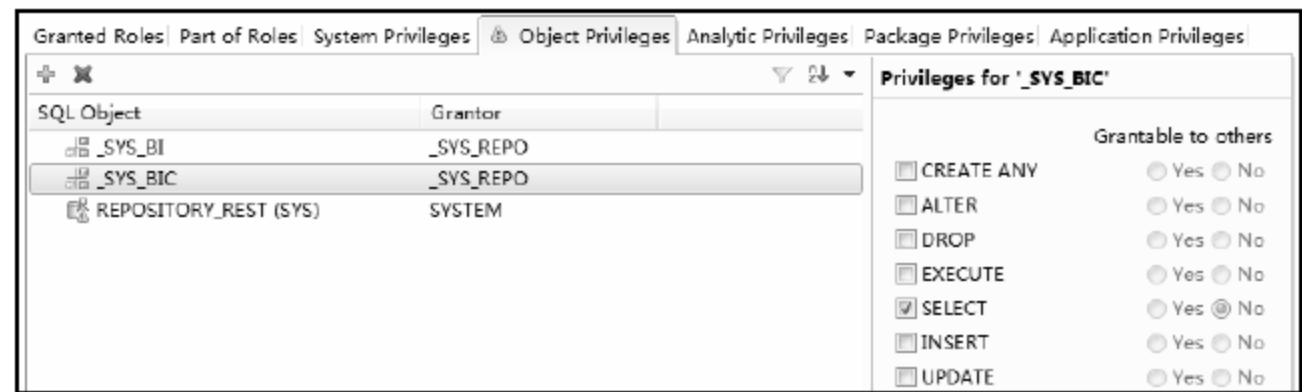 Granted Roles Part of Roles System Privileges Object Privileges Analytic Privileges Package Privileges Application Privileges
Privileges for '_SYS_BIC'
SQL Object Grantor
_SYS_BI _SYS_REPO
_SYS_BIC _SYS_REPO
REPOSITORY_REST (SYS) SYSTEM
Grantable to others
CREATE ANY Yes No
ALTER Yes No
DROP Yes No
EXECUTE Yes No
SELECT Yes No
INSERT Yes No
UPDATE Yes No